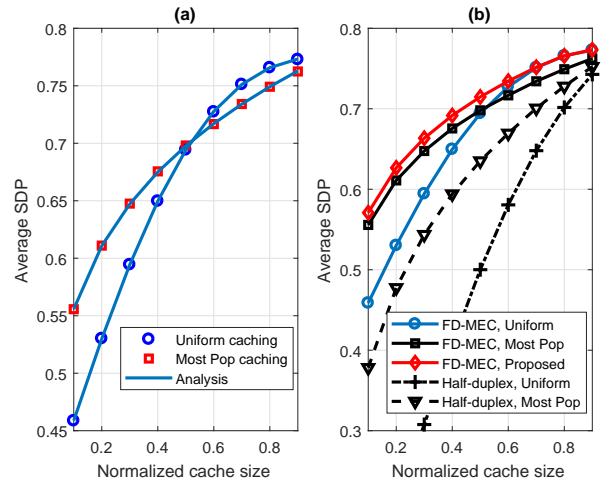 (a)
Average SDP
0.8
0.75
0.7
0.65
0.6
0.55
0.5
0.45
0.2
0.4
0.6
0.8
Normalized cache size
Uniform caching
Most Pop caching
Analysis
(b)
Average SDP
0.8
0.7
0.6
0.5
0.4
0.3
0.2
0.4
0.6
0.8
Normalized cache size
FD-MEC, Uniform
FD-MEC, Most Pop
FD-MEC, Proposed
Half-duplex, Uniform
Half-duplex, Most Pop